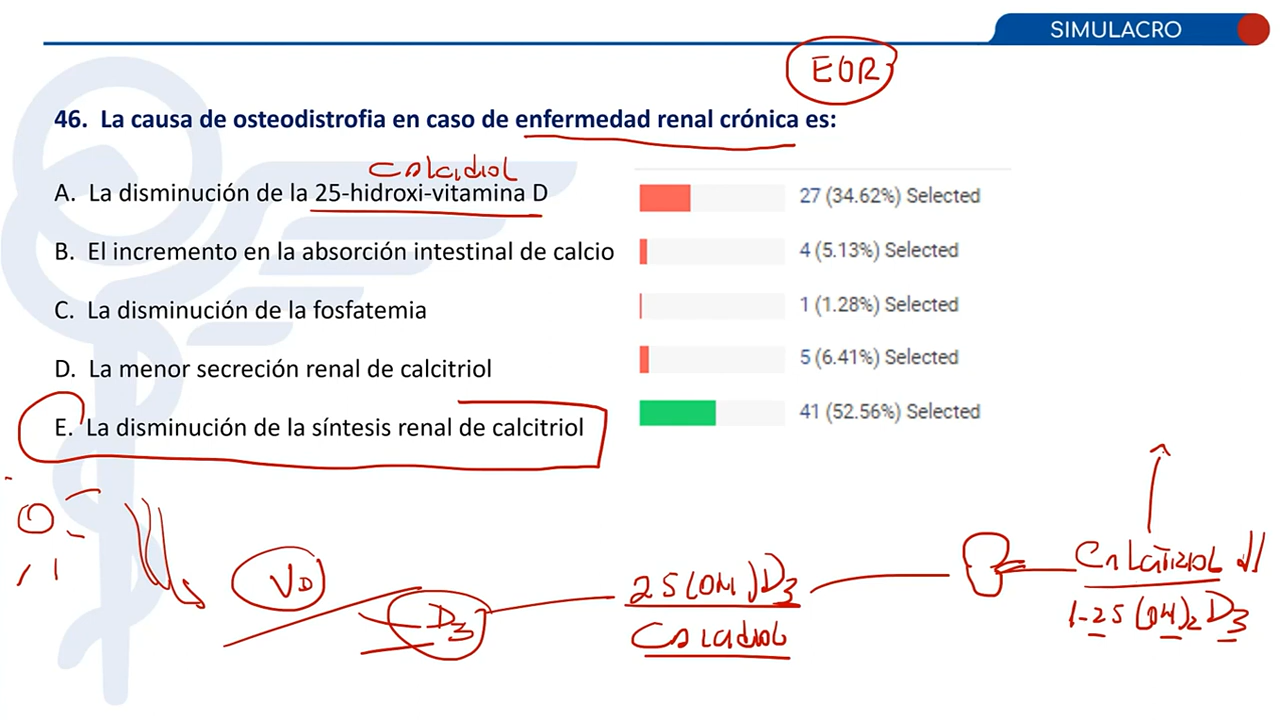 SIMULACRO
EOR
46. La causa de osteodistrofia en caso de enfermedad renal crónica es:
Calcidiol
A. La disminución de la 25-hidroxi-vitamina D
27 (34.62%) Selected
B. El incremento en la absorción intestinal de calcio
4 (5.13%) Selected
C. La disminución de la fosfatemia
1 (1.28%) Selected
D. La menor secreción renal de calcitriol
5 (6.41%) Selected
E. La disminución de la síntesis renal de calcitriol
41 (52.56%) Selected
VD
D3
25(OH)D3
Calcidiol
Calcitriol
1-25(OH)2D3